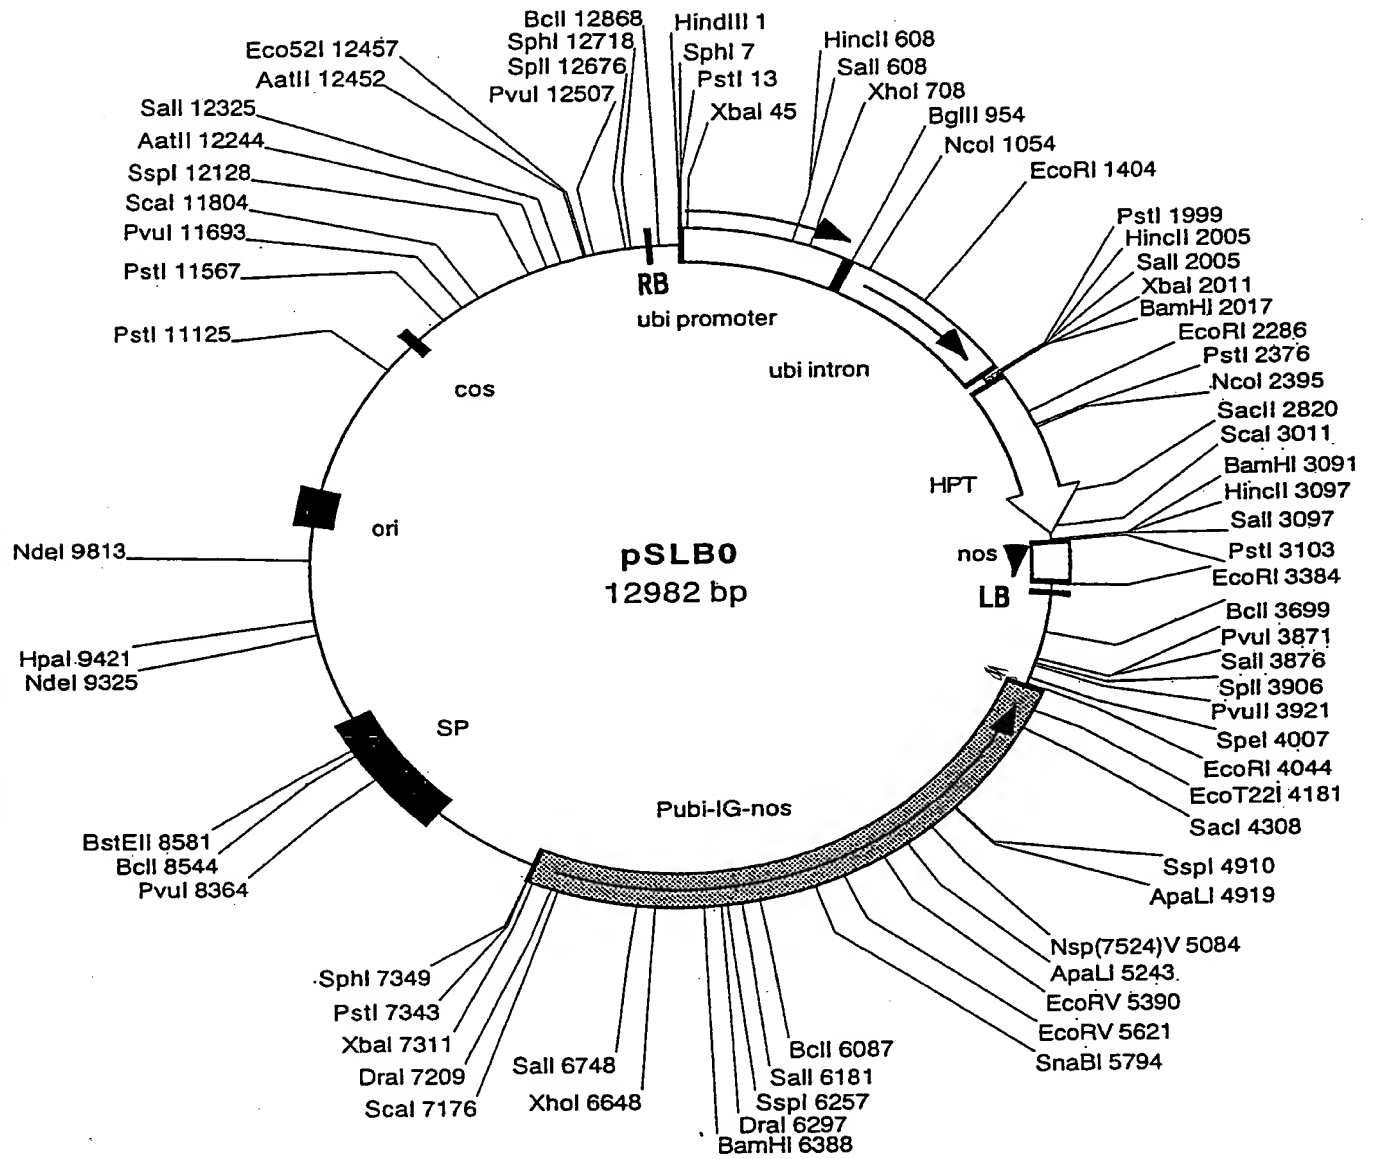 HindIII 1
SphI 7
PstI 13
XbaI 45
HincII 608
SalI 608
XhoI 708
BglII 954
NcoI 1054
EcoRI 1404
PstI 1999
HincII 2005
SalI 2005
XbaI 2011
BamHI 2017
EcoRI 2286
PstI 2376
NcoI 2395
SacII 2820
ScaI 3011
BamHI 3091
HincII 3097
SalI 3097
PstI 3103
EcoRI 3384
BclI 3699
PvuI 3871
SalI 3876
SplI 3906
PvuII 3921
SpeI 4007
EcoRI 4044
EcoT22I 4181
SacI 4308
SspI 4910
ApaLI 4919
Nsp(7524)V 5084
ApaLI 5243
EcoRV 5390
EcoRV 5621
SnaBI 5794
BclI 6087
SalI 6181
SspI 6257
DraI 6297
BamHI 6388
XhoI 6648
SalI 6748
ScaI 7176
DraI 7209
XbaI 7311
PstI 7343
SphI 7349
PvuI 8364
BclI 8544
BstEII 8581
NdeI 9325
HpaI 9421
NdeI 9813
PstI 11125
PstI 11567
PvuI 11693
ScaI 11804
SspI 12128
AatII 12244
SalI 12325
AatII 12452
Eco52I 12457
PvuI 12507
SplI 12676
SphI 12718
BclI 12868
RB
ubi promoter
ubi intron
cos
HPT
ori
nos
LB
pSLB0
12982 bp
SP
Pubi-IG-nos